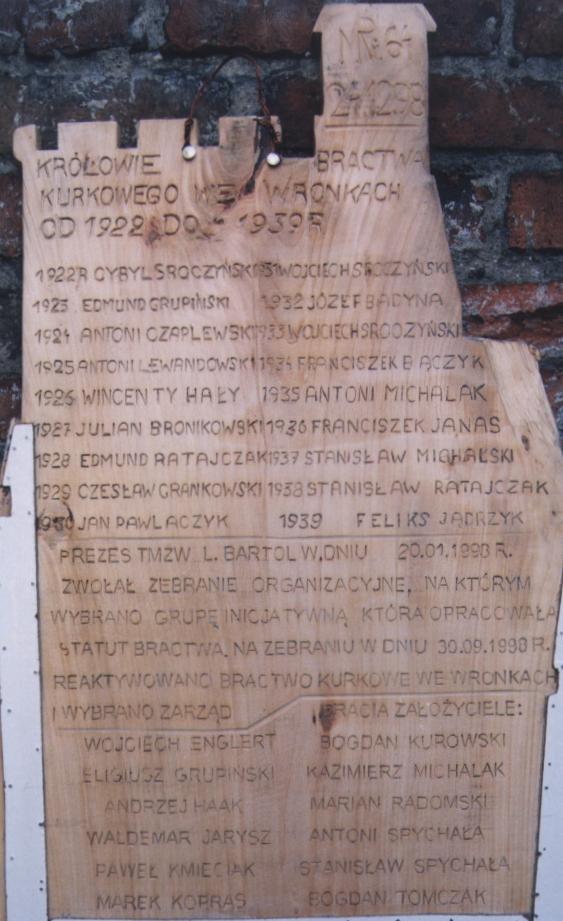 NR. 64
24.12.98
KRÓLOWIE BRACTWA
KURKOWEGO WE WRONKACH
OD 1922 DO - 1939 R
1922R CYBYL SROCZYŃSKI 1931 WOJCIECH SROCZYŃSKI
1923 EDMUND GRUPIŃSKI 1932 JÓZEF BADYNA
1924 ANTONI CZAPLEWSKI 1933 WOJCIECH SROCZYŃSKI
1925 ANTONI LEWANDOWSKI 1934 FRANCISZEK BĄCZYK
1926 WINCENTY HAŁY 1935 ANTONI MICHALAK
1927 JULIAN BRONIKOWSKI 1936 FRANCISZEK JANAS
1928 EDMUND RATAJCZAK 1937 STANISŁAW MICHALSKI
1929 CZESŁAW GRANKOWSKI 1938 STANISŁAW RATAJCZAK
1930 JAN PAWLACZYK 1939 FELIKS JĄDRZYK
PREZES TMZW L. BARTOL W DNIU 20.01.1998 R.
ZWOŁAŁ ZEBRANIE ORGANIZACYJNE, NA KTÓRYM
WYBRANO GRUPĘ INICJATYWNĄ KTÓRA OPRACOWAŁA
STATUT BRACTWA, NA ZEBRANIU W DNIU 30.09.1998 R.
REAKTYWOWANO BRACTWO KURKOWE WE WRONKACH
I WYBRANO ZARZĄD BRACIA ZAŁOŻYCIELE:
WOJCIECH ENGLERT BOGDAN KUROWSKI
ELIGIUSZ GRUPIŃSKI KAZIMIERZ MICHALAK
ANDRZEJ HAAK MARIAN RADOMSKI
WALDEMAR JARYSZ ANTONI SPYCHAŁA
PAWEŁ KMIECIAK STANISŁAW SPYCHAŁA
MAREK KOPRAS BOGDAN TOMCZAK